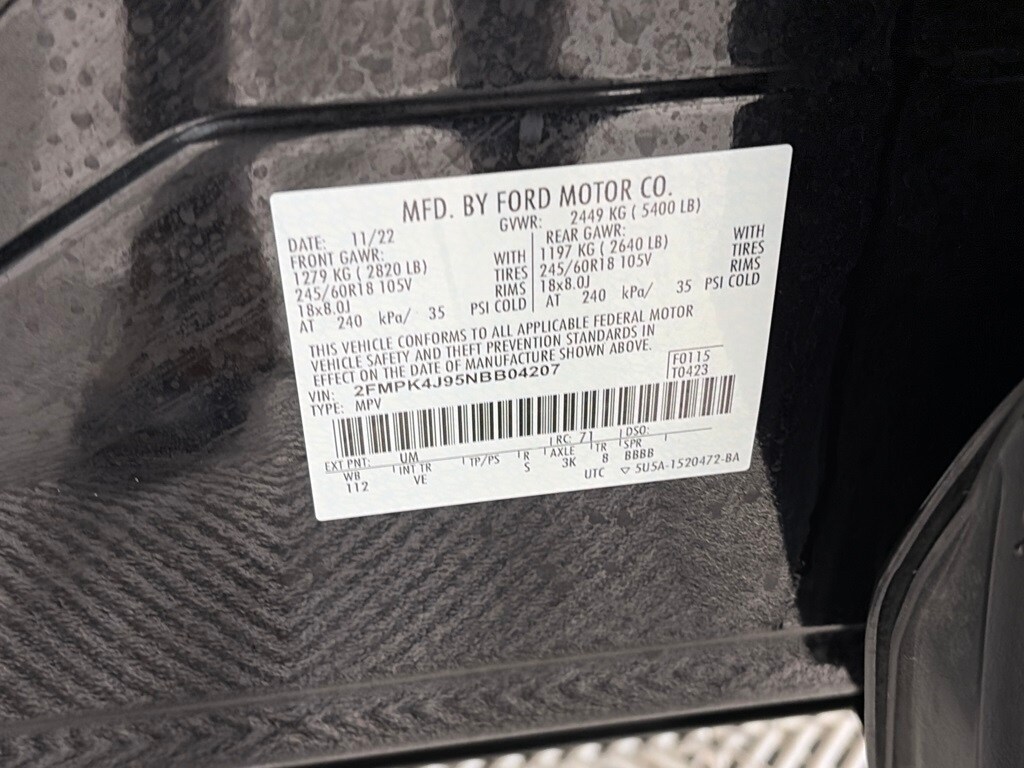 MFD. BY FORD MOTOR CO.
DATE: 11/22 GVWR: 2449 KG ( 5400 LB)
FRONT GAWR: REAR GAWR:
1279 KG ( 2820 LB) WITH 1197 KG ( 2640 LB) WITH
245/60R18 105V TIRES 245/60R18 105V TIRES
18x8.0J RIMS 18x8.0J RIMS
AT 240 kPa/ 35 PSI COLD AT 240 kPa/ 35 PSI COLD
THIS VEHICLE CONFORMS TO ALL APPLICABLE FEDERAL MOTOR
VEHICLE SAFETY AND THEFT PREVENTION STANDARDS IN
EFFECT ON THE DATE OF MANUFACTURE SHOWN ABOVE.
VIN: 2FMPK4J95NBB04207 F0115
TYPE: MPV T0423
EXT PNT: UM RC: 71 DSO:
WB INT TR TP/PS R AXLE TR SPR
112 VE S 3K 8 BBBB
UTC ▽ 5U5A-1520472-BA